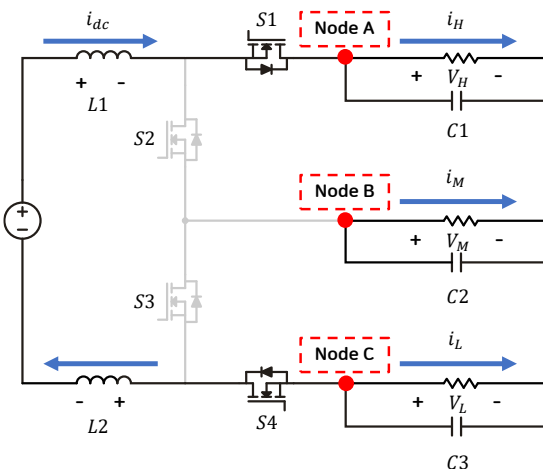 i_dc
S1
Node A
i_H
+ -
L1
+ V_H -
C1
S2
Node B
i_M
+
-
+ V_M -
C2
S3
Node C
i_L
- +
L2
S4
+ V_L -
C3